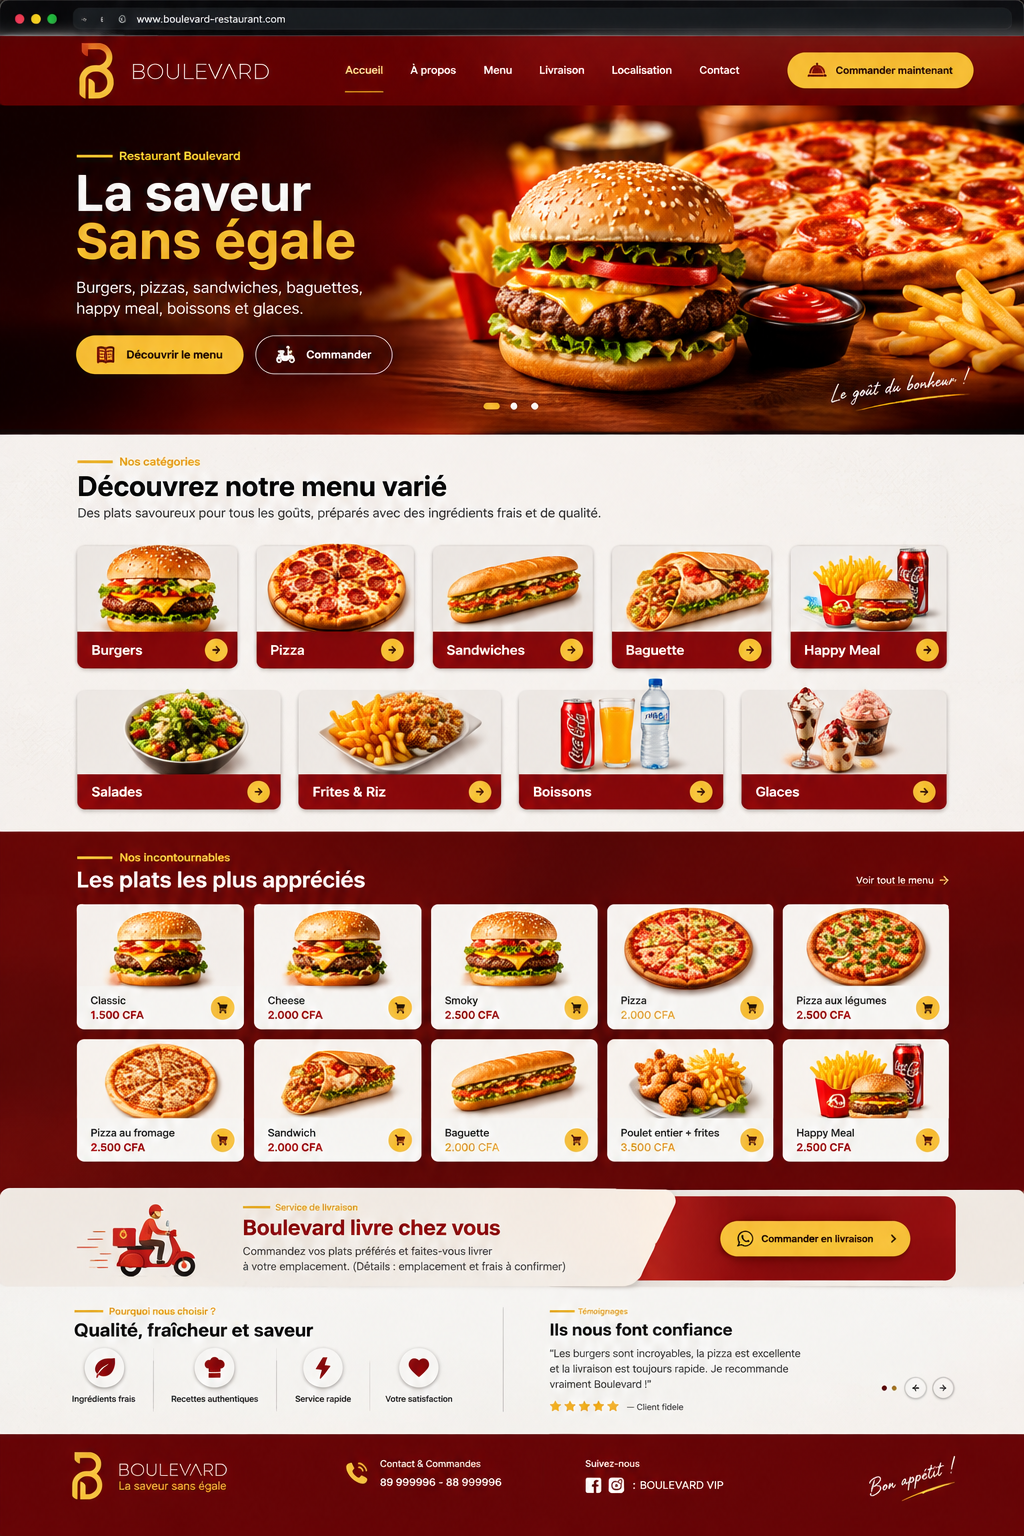 www.boulevard-restaurant.com
BOULEVARD
Accueil
À propos
Menu
Livraison
Localisation
Contact
Commander maintenant
Restaurant Boulevard
La saveur
Sans égale
Burgers, pizzas, sandwiches, baguettes,
happy meal, boissons et glaces.
Découvrir le menu
Commander
Le goût du bonheur !
Nos catégories
Découvrez notre menu varié
Des plats savoureux pour tous les goûts, préparés avec des ingrédients frais et de qualité.
Coca-Cola
Burgers
Pizza
Sandwiches
Baguette
Happy Meal
Coca-Cola
Salades
Frites & Riz
Boissons
Glaces
Nos incontournables
Les plats les plus appréciés
Voir tout le menu
Classic
1.500 CFA
Cheese
2.000 CFA
Smoky
2.500 CFA
Pizza
2.000 CFA
Pizza aux légumes
2.500 CFA
Coca-Cola
Pizza au fromage
2.500 CFA
Sandwich
2.000 CFA
Baguette
2.000 CFA
Poulet entier + frites
3.500 CFA
Happy Meal
2.500 CFA
Service de livraison
Boulevard livre chez vous
Commandez vos plats préférés et faites-vous livrer
à votre emplacement. (Détails : emplacement et frais à confirmer)
Commander en livraison
Pourquoi nous choisir ?
Qualité, fraîcheur et saveur
Ingrédients frais
Recettes authentiques
Service rapide
Votre satisfaction
Témoignages
Ils nous font confiance
"Les burgers sont incroyables, la pizza est excellente
et la livraison est toujours rapide. Je recommande
vraiment Boulevard !"
— Client fidele
BOULEVARD
La saveur sans égale
Contact & Commandes
89 999996 - 88 999996
Suivez-nous
: BOULEVARD VIP
Bon appétit !